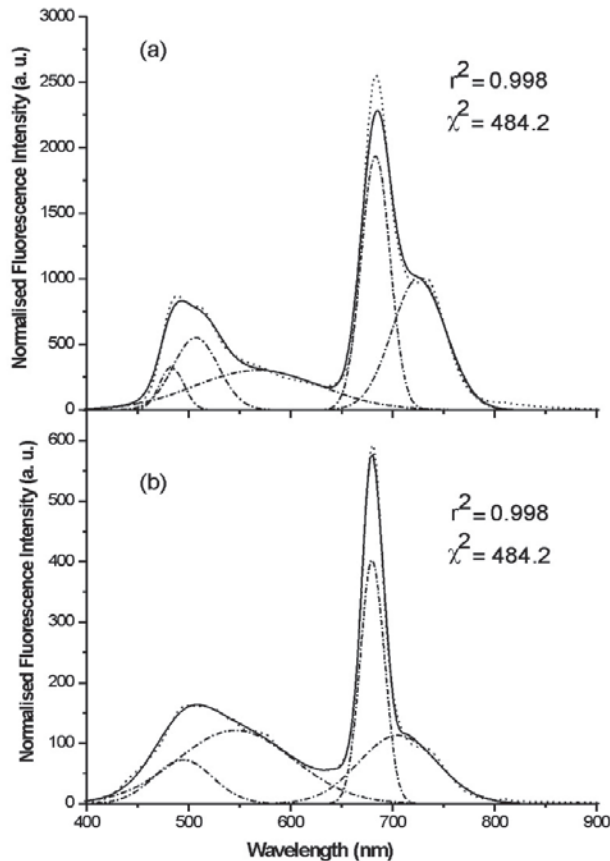 3000
2500
2000
1500
1000
500
0
Normalised Fluorescence Intensity (a. u.)
(a)
r² = 0.998
χ² = 484.2
600
500
400
300
200
100
0
Normalised Fluorescence Intensity (a. u.)
(b)
r² = 0.998
χ² = 484.2
400 500 600 700 800 900
Wavelength (nm)